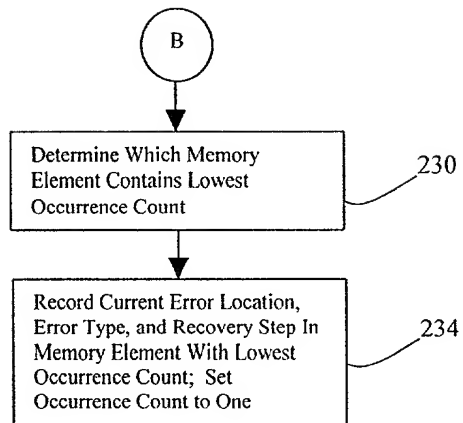 B
Determine Which Memory
Element Contains Lowest
Occurrence Count
230
Record Current Error Location,
Error Type, and Recovery Step In
Memory Element With Lowest
Occurrence Count; Set
Occurrence Count to One
234